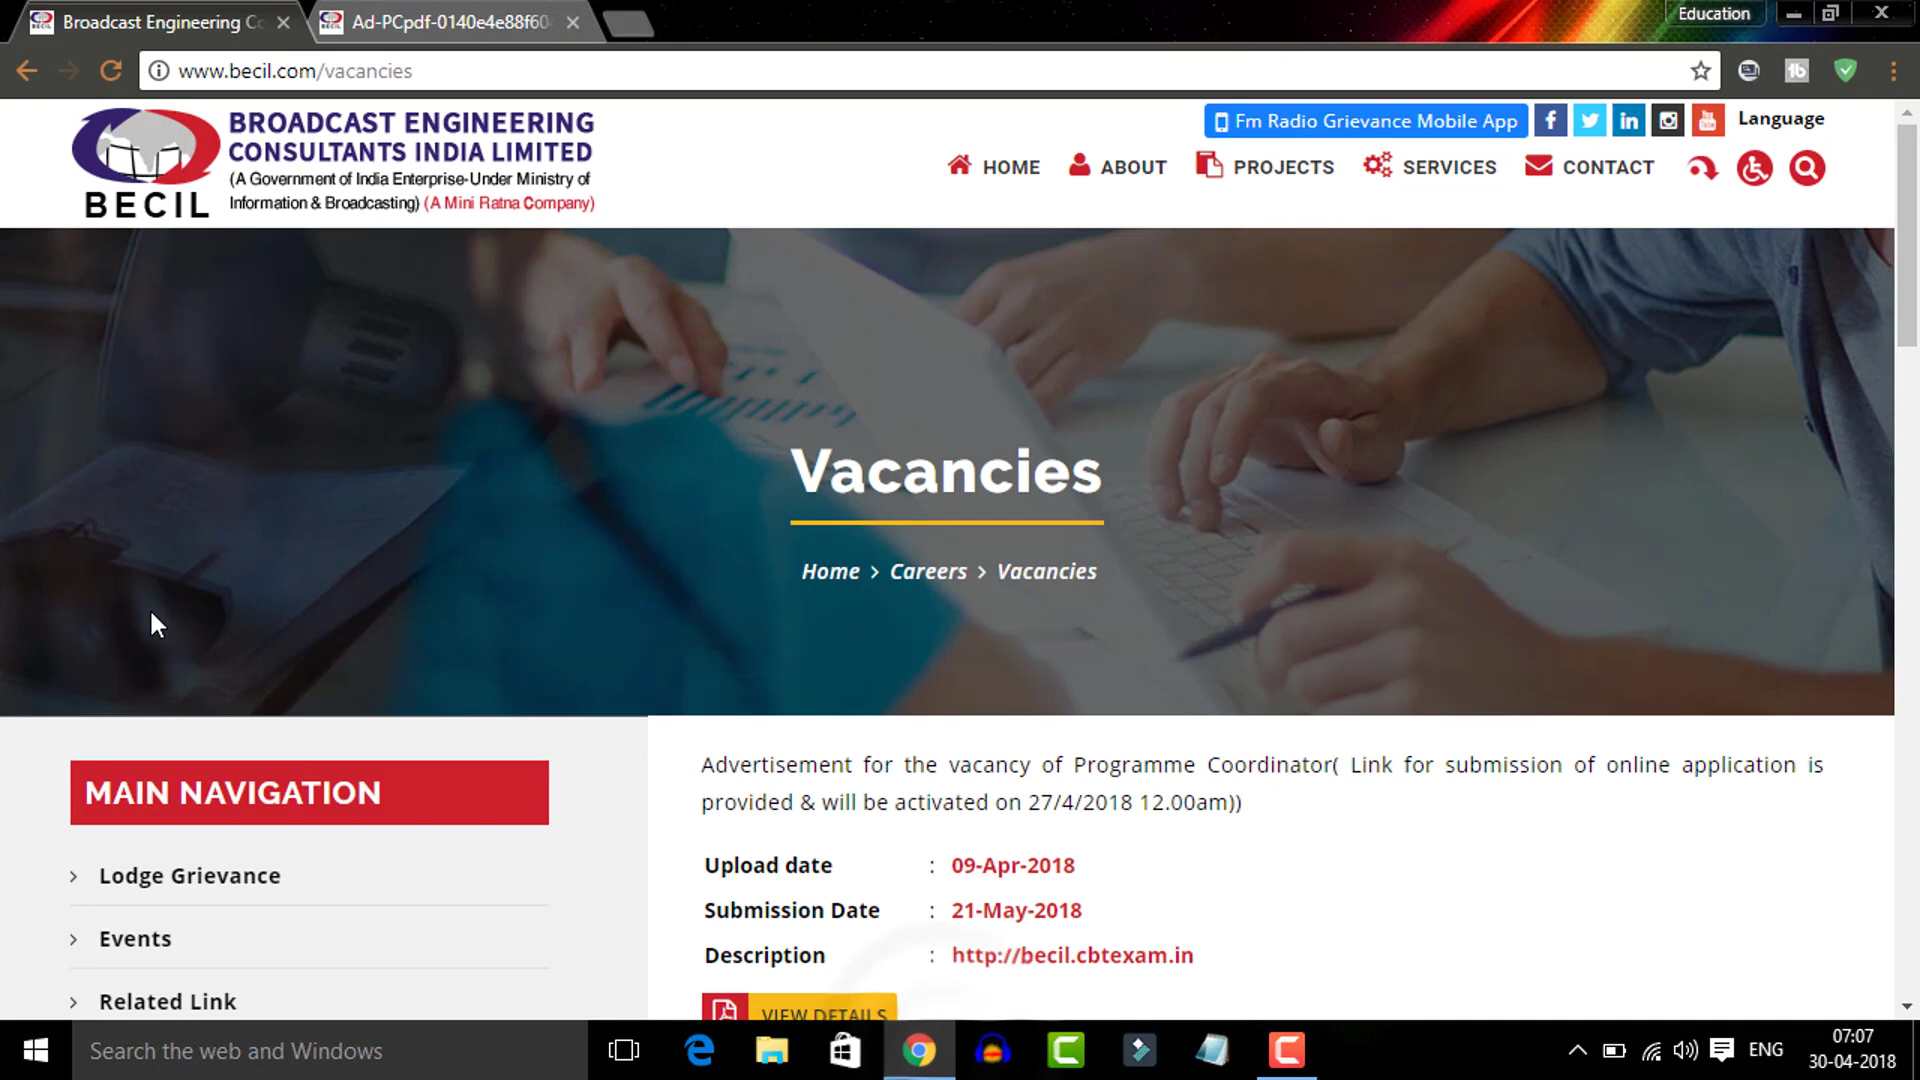 Broadcast Engineering Co
Ad-PCpdf-0140e4e88f60
Education
www.becil.com/vacancies
BECIL
BROADCAST ENGINEERING
CONSULTANTS INDIA LIMITED
(A Government of India Enterprise-Under Ministry of
Information & Broadcasting) (A Mini Ratna Company)
Fm Radio Grievance Mobile App
Language
HOME
ABOUT
PROJECTS
SERVICES
CONTACT
Vacancies
Home > Careers > Vacancies
MAIN NAVIGATION
Lodge Grievance
Events
Related Link
Advertisement for the vacancy of Programme Coordinator( Link for submission of online application is
provided & will be activated on 27/4/2018 12.00am))
Upload date : 09-Apr-2018
Submission Date : 21-May-2018
Description : http://becil.cbtexam.in
VIEW DETAILS
Search the web and Windows
ENG
07:07
30-04-2018